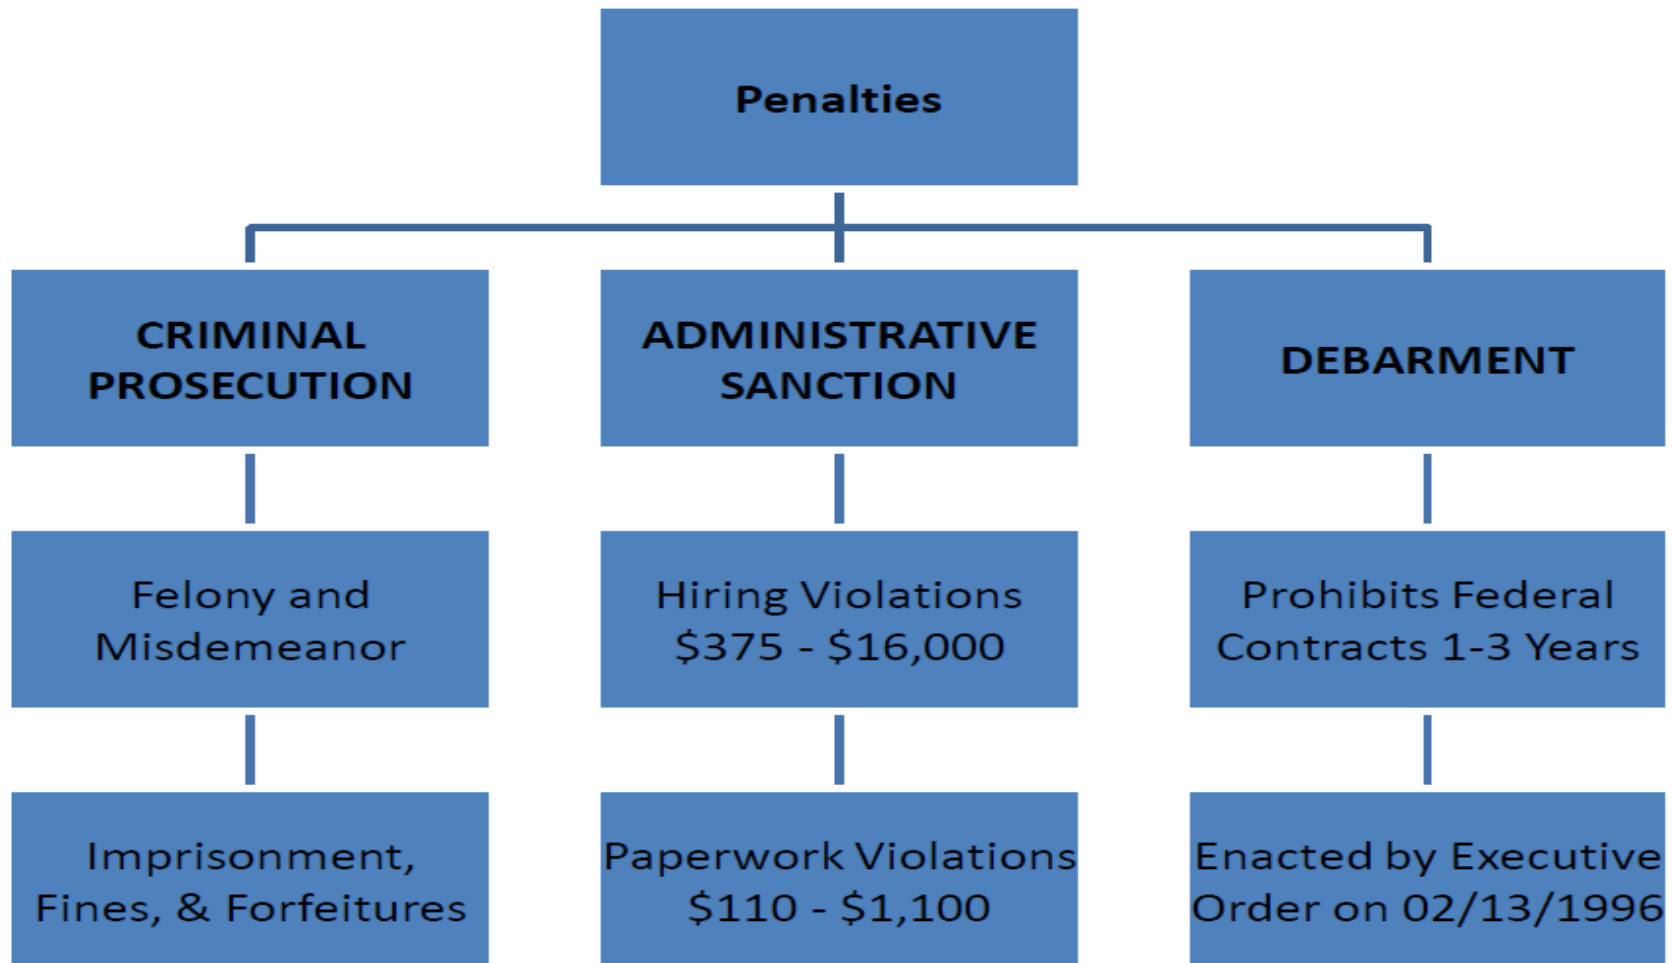 Penalties
CRIMINAL
PROSECUTION
ADMINISTRATIVE
SANCTION
DEBARMENT
Felony and
Misdemeanor
Hiring Violations
$375 - $16,000
Prohibits Federal
Contracts 1-3 Years
Imprisonment,
Fines, & Forfeitures
Paperwork Violations
$110 - $1,100
Enacted by Executive
Order on 02/13/1996